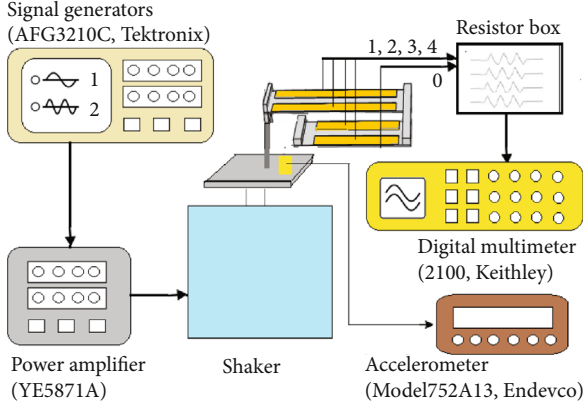 Signal generators
(AFG3210C, Tektronix)
1
2
1, 2, 3, 4
0
Resistor box
Digital multimeter
(2100, Keithley)
Power amplifier
(YE5871A)
Shaker
Accelerometer
(Model752A13, Endevco)